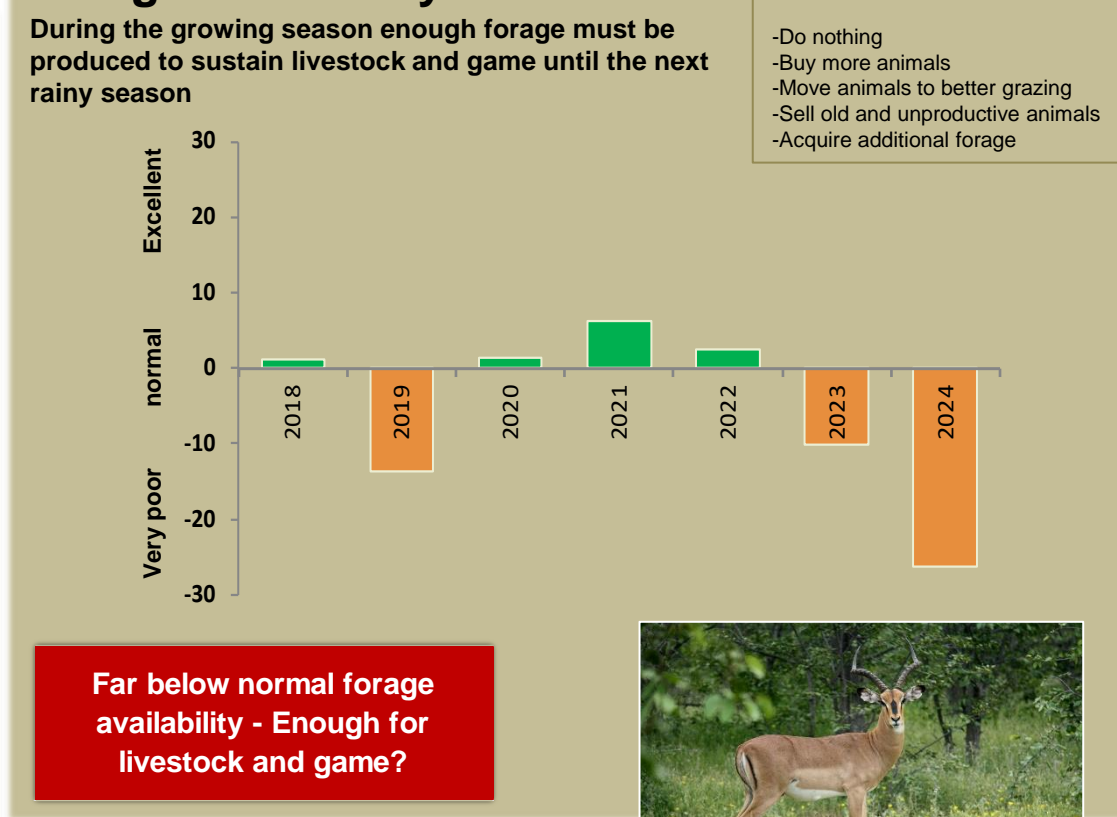 During the growing season enough forage must be
produced to sustain livestock and game until the next
rainy season
-Do nothing
-Buy more animals
-Move animals to better grazing
-Sell old and unproductive animals
-Acquire additional forage
30
20
10
0
-10
-20
-30
Excellent
normal
Very poor
2018
2019
2020
2021
2022
2023
2024
Far below normal forage
availability - Enough for
livestock and game?